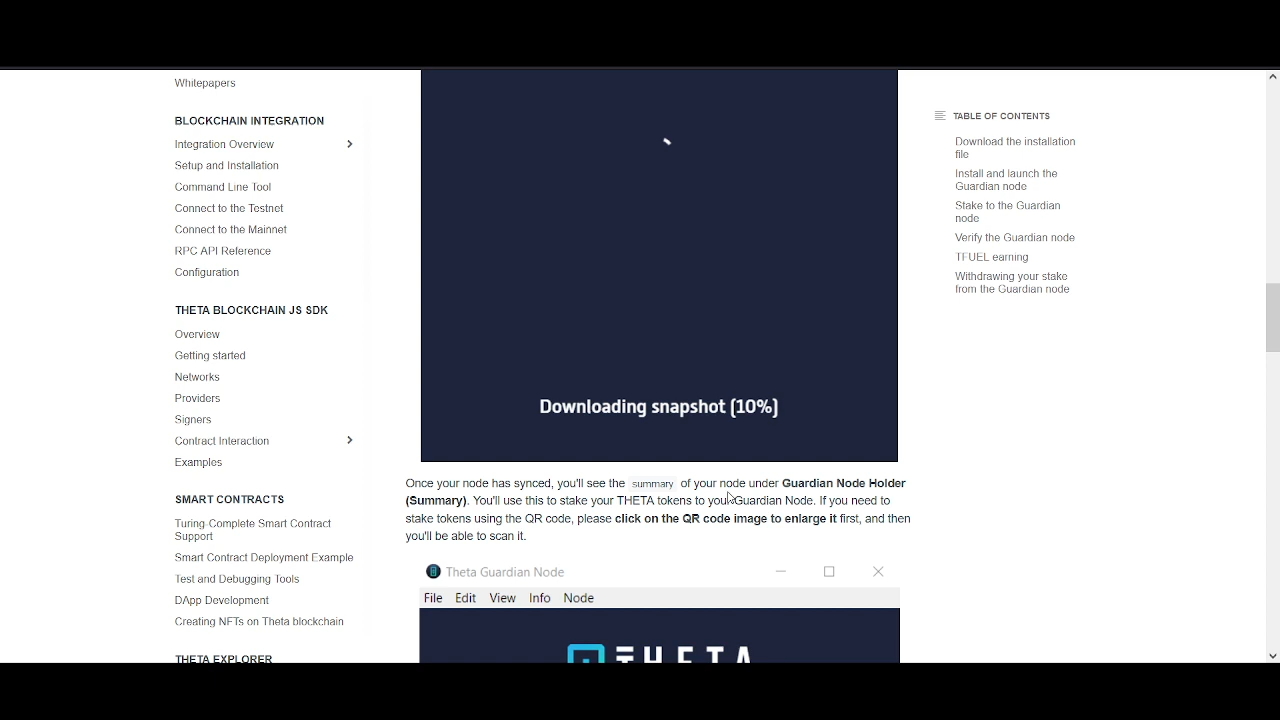 Whitepapers
BLOCKCHAIN INTEGRATION
Integration Overview
Setup and Installation
Command Line Tool
Connect to the Testnet
Connect to the Mainnet
RPC API Reference
Configuration
THETA BLOCKCHAIN JS SDK
Overview
Getting started
Networks
Providers
Signers
Contract Interaction
Examples
SMART CONTRACTS
Turing-Complete Smart Contract
Support
Smart Contract Deployment Example
Test and Debugging Tools
DApp Development
Creating NFTs on Theta blockchain
THETA EXPLORER
Downloading snapshot (10%)
Once your node has synced, you'll see the summary of your node under Guardian Node Holder
(Summary). You'll use this to stake your THETA tokens to your Guardian Node. If you need to
stake tokens using the QR code, please click on the QR code image to enlarge it first, and then
you'll be able to scan it.
Theta Guardian Node
File Edit View Info Node
THETA
TABLE OF CONTENTS
Download the installation
file
Install and launch the
Guardian node
Stake to the Guardian
node
Verify the Guardian node
TFUEL earning
Withdrawing your stake
from the Guardian node